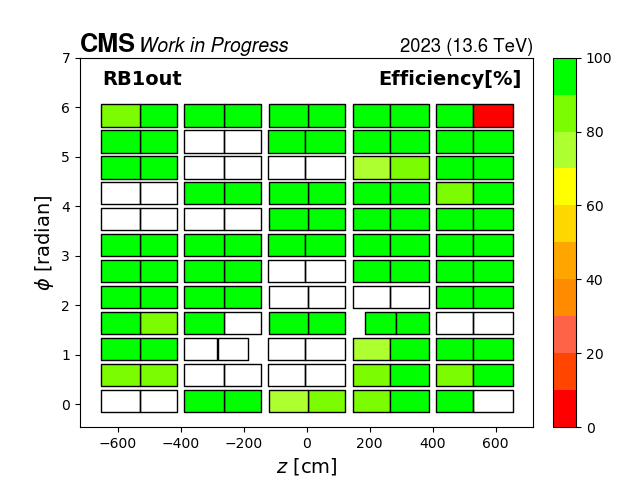 CMS Work in Progress 2023 (13.6 TeV)
RB1out Efficiency[%]
7
6
5
4
3
2
1
0
ϕ [radian]
−600 −400 −200 0 200 400 600
z [cm]
100
80
60
40
20
0